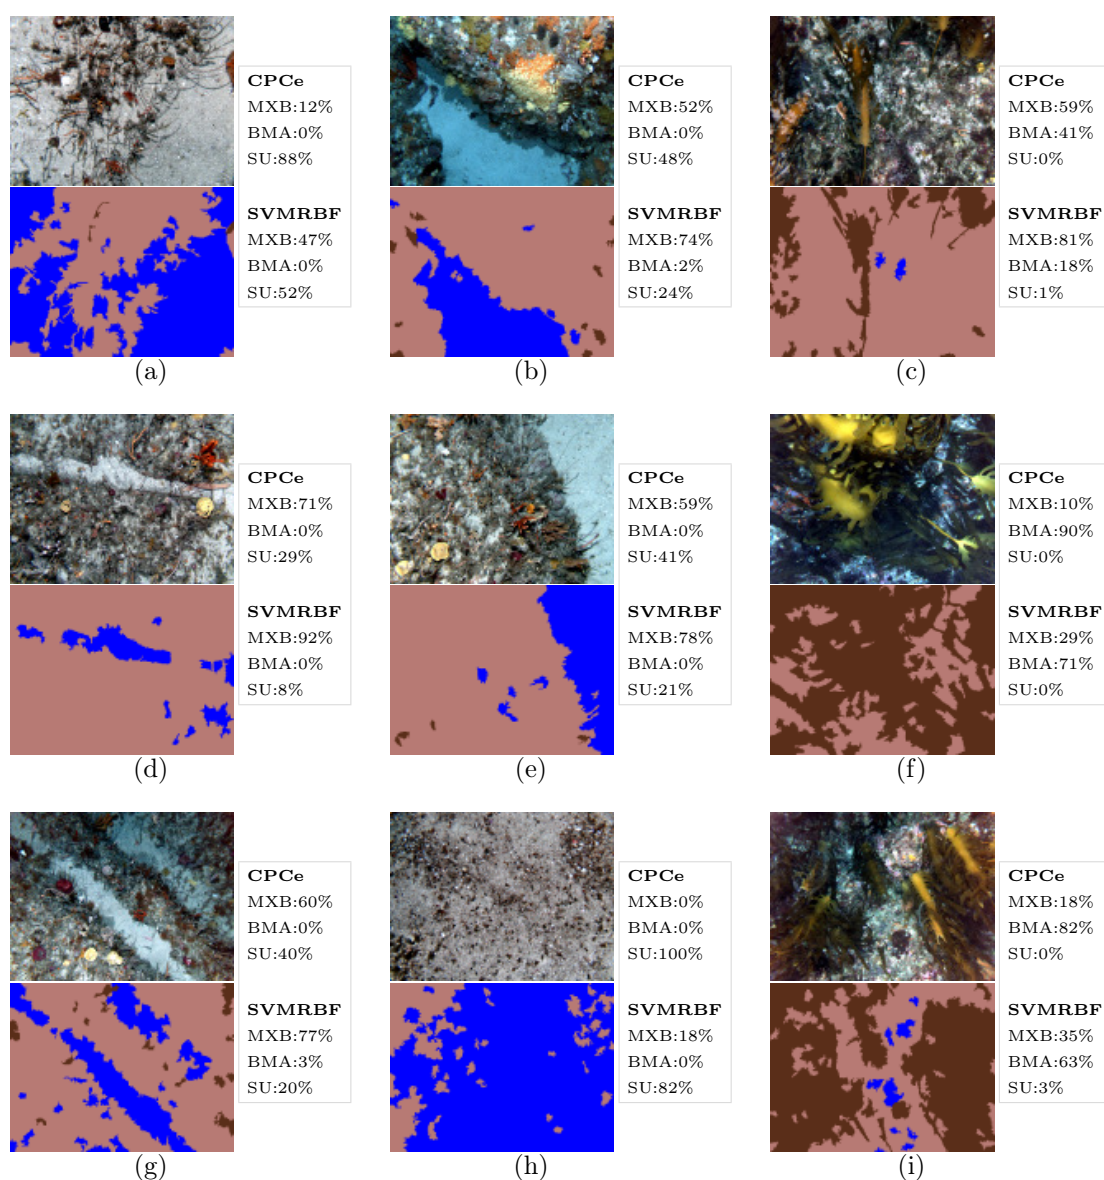 CPCe
MXB:12%
BMA:0%
SU:88%
SVMRBF
MXB:47%
BMA:0%
SU:52%
(a)
CPCe
MXB:52%
BMA:0%
SU:48%
SVMRBF
MXB:74%
BMA:2%
SU:24%
(b)
CPCe
MXB:59%
BMA:41%
SU:0%
SVMRBF
MXB:81%
BMA:18%
SU:1%
(c)
CPCe
MXB:71%
BMA:0%
SU:29%
SVMRBF
MXB:92%
BMA:0%
SU:8%
(d)
CPCe
MXB:59%
BMA:0%
SU:41%
SVMRBF
MXB:78%
BMA:0%
SU:21%
(e)
CPCe
MXB:10%
BMA:90%
SU:0%
SVMRBF
MXB:29%
BMA:71%
SU:0%
(f)
CPCe
MXB:60%
BMA:0%
SU:40%
SVMRBF
MXB:77%
BMA:3%
SU:20%
(g)
CPCe
MXB:0%
BMA:0%
SU:100%
SVMRBF
MXB:18%
BMA:0%
SU:82%
(h)
CPCe
MXB:18%
BMA:82%
SU:0%
SVMRBF
MXB:35%
BMA:63%
SU:3%
(i)